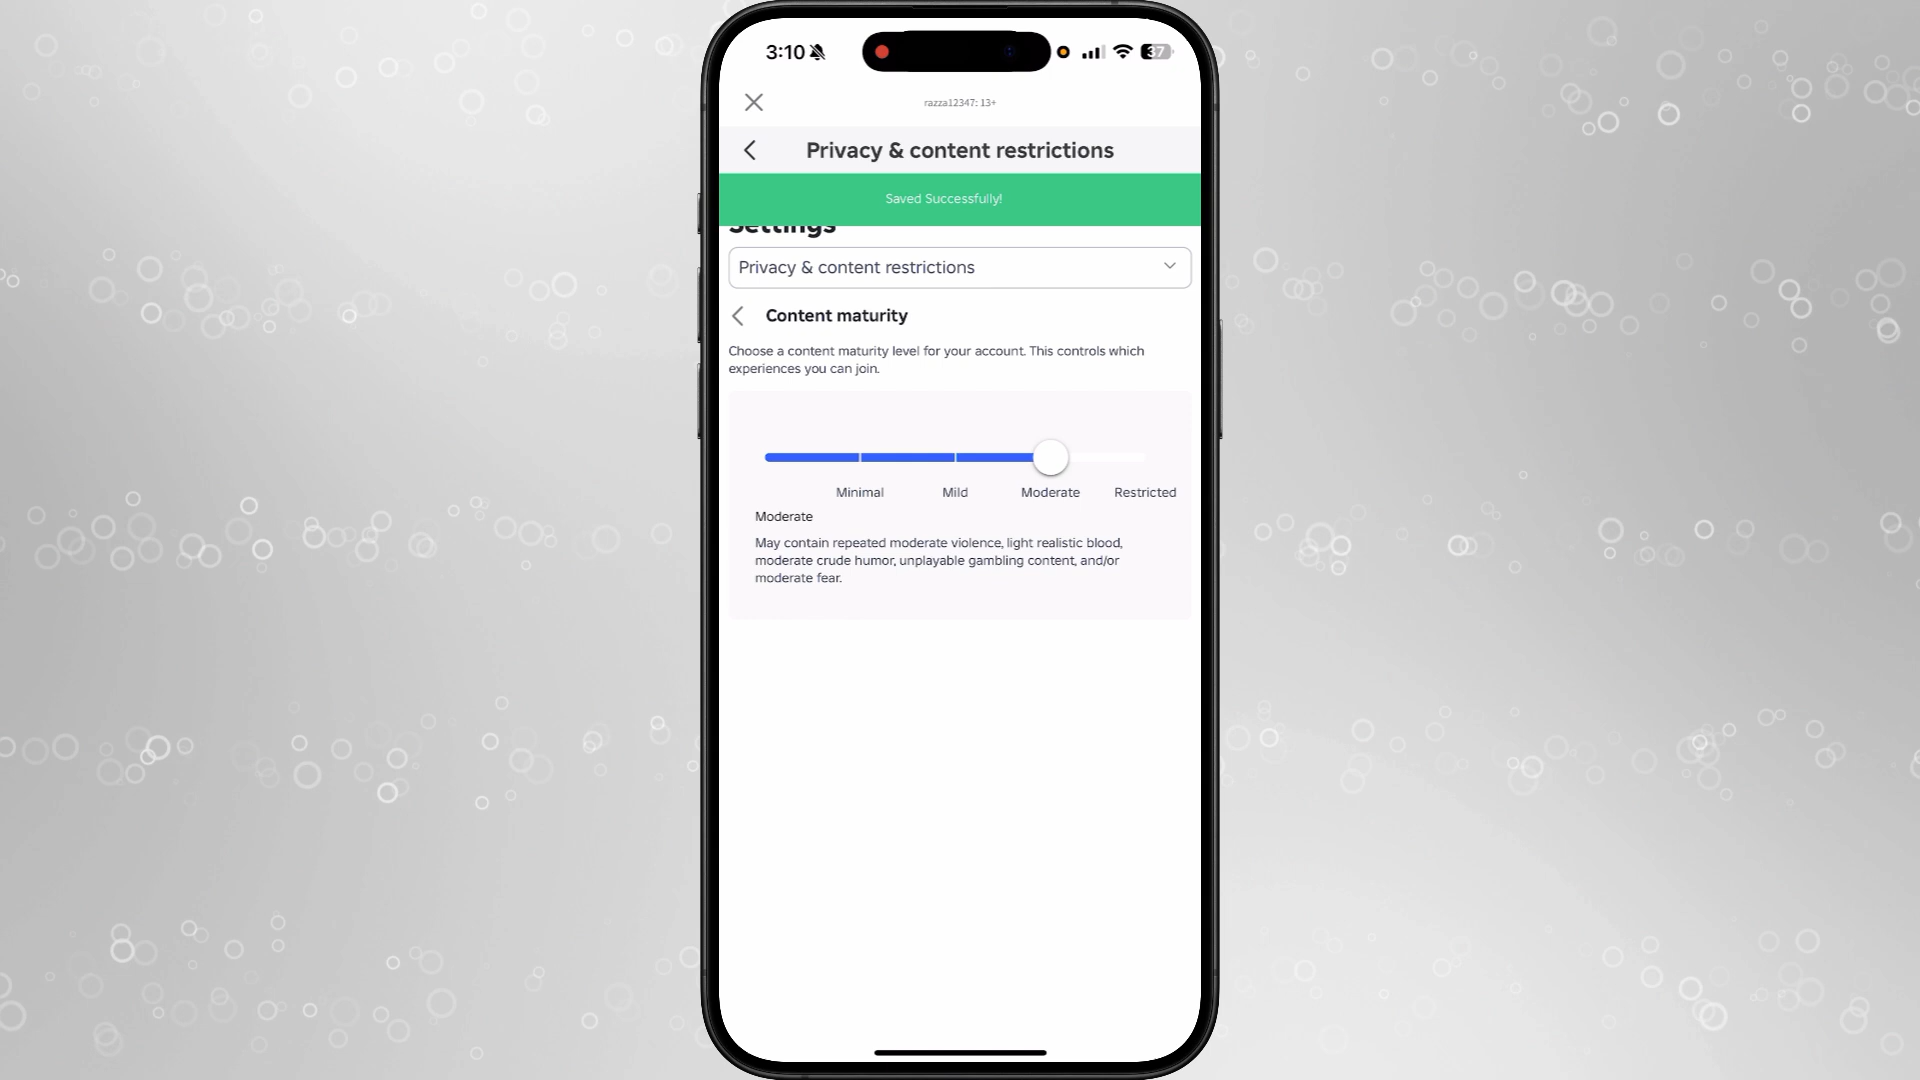 3:10
37
razza12347: 13+
Privacy & content restrictions
Saved Successfully!
Settings
Privacy & content restrictions
Content maturity
Choose a content maturity level for your account. This controls which
experiences you can join.
Minimal Mild Moderate Restricted
Moderate
May contain repeated moderate violence, light realistic blood,
moderate crude humor, unplayable gambling content, and/or
moderate fear.